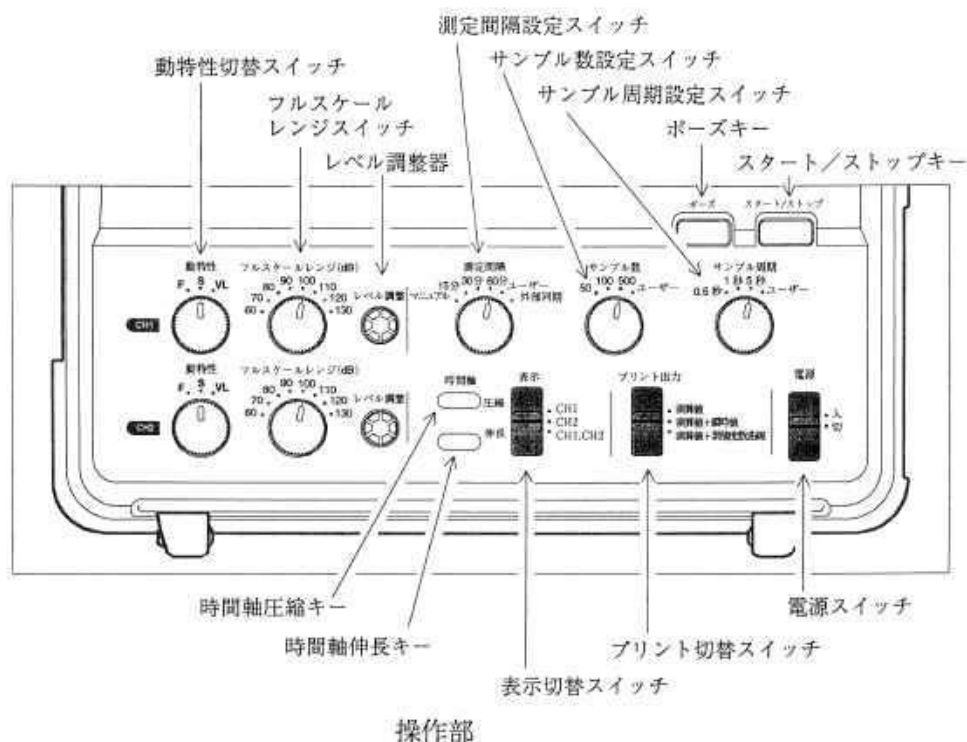 測定間隔設定スイッチ
サンプル数設定スイッチ
動特性切替スイッチ
サンプル周期設定スイッチ
フルスケール
レンジスイッチ
ポーズキー
レベル調整器
スタート／ストップキー
ポーズ スタート/ストップ
動特性 フルスケールレンジ(dB) 測定間隔 サンプル数 サンプル周期
F S VL
60 70 80 90 100 110 120 130
レベル調整
マニュアル 15分 30分 60分 ユーザー 外部同期
50 100 500 ユーザー
0.5秒 1秒 5秒 ユーザー
CH1
動特性 フルスケールレンジ(dB)
F S VL
60 70 80 90 100 110 120 130
レベル調整
CH2
時間軸 表示 プリント出力 電源
圧縮
伸長
CH1
CH2
CH1,CH2
演算値
演算値+瞬時値
入
切
時間軸圧縮キー
電源スイッチ
時間軸伸長キー
プリント切替スイッチ
表示切替スイッチ
操作部